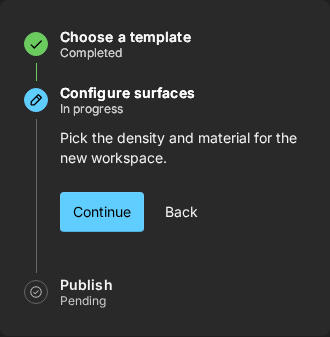 Choose a template
Completed
Configure surfaces
In progress
Pick the density and material for the
new workspace.
Continue
Back
Publish
Pending